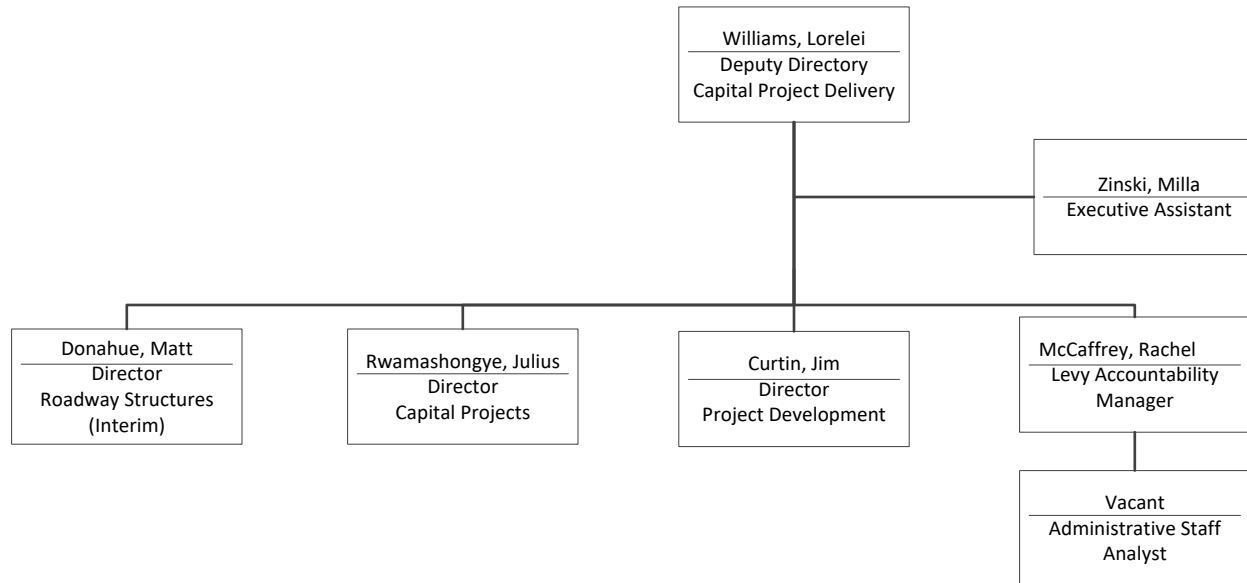 Williams, Lorelei
Deputy Directory
Capital Project Delivery
Zinski, Milla
Executive Assistant
Donahue, Matt
Director
Roadway Structures
(Interim)
Rwamashongye, Julius
Director
Capital Projects
Curtin, Jim
Director
Project Development
McCaffrey, Rachel
Levy Accountability
Manager
Vacant
Administrative Staff
Analyst